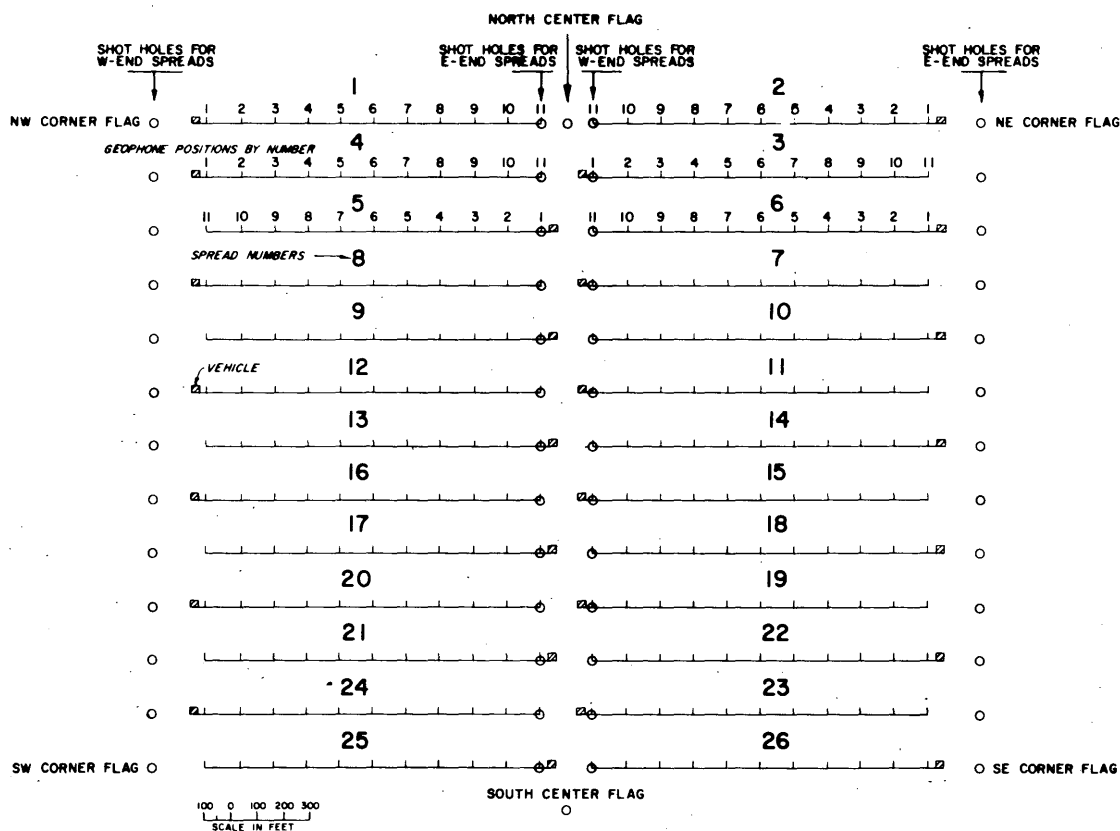 NORTH CENTER FLAG
SHOT HOLES FOR W-END SPREADS
SHOT HOLES FOR E-END SPREADS
SHOT HOLES FOR W-END SPREADS
SHOT HOLES FOR E-END SPREADS
1 2
NW CORNER FLAG 1 2 3 4 5 6 7 8 9 10 11 11 10 9 8 7 6 5 4 3 2 1 NE CORNER FLAG
4 3
GEOPHONE POSITIONS BY NUMBER
1 2 3 4 5 6 7 8 9 10 11 1 2 3 4 5 6 7 8 9 10 11
5 6
11 10 9 8 7 6 5 4 3 2 1 11 10 9 8 7 6 5 4 3 2 1
SPREAD NUMBERS 8 7
9 10
VEHICLE 12 11
13 14
16 15
17 18
20 19
21 22
24 23
25 26
SW CORNER FLAG SE CORNER FLAG
SOUTH CENTER FLAG
100 0 100 200 300
SCALE IN FEET